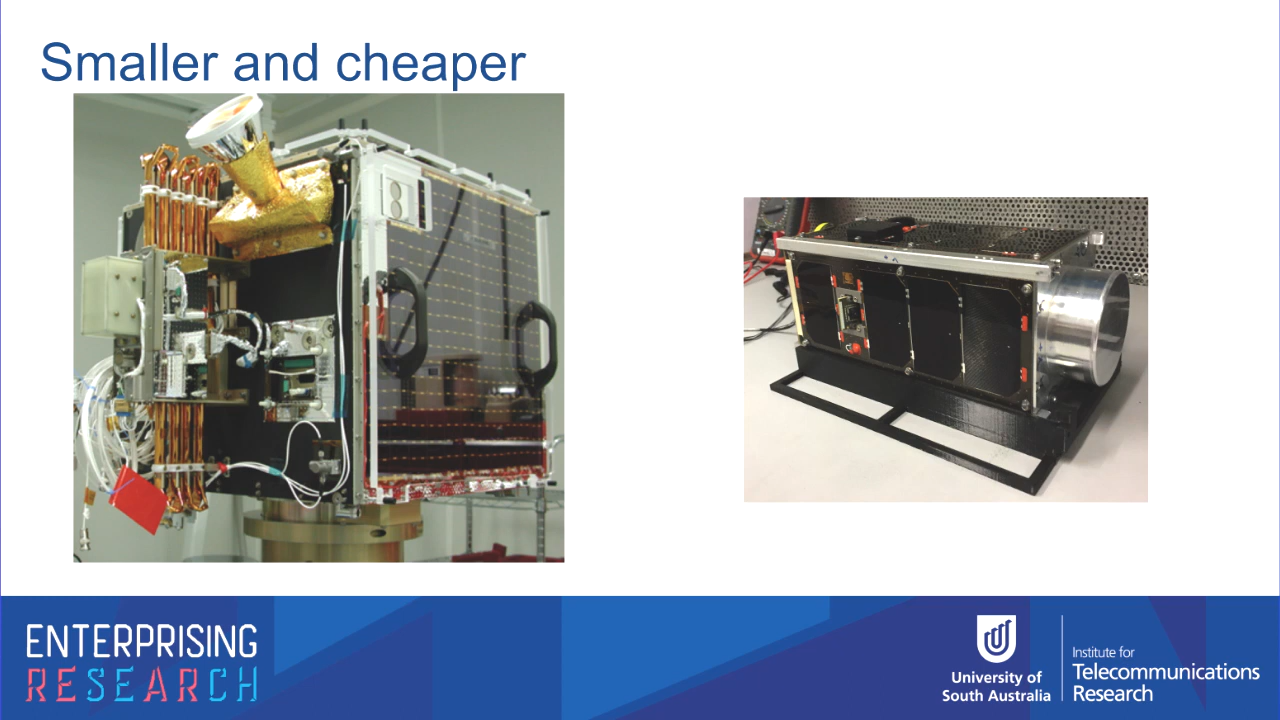 Smaller and cheaper
ENTERPRISING
RESEARCH
University of
South Australia
Institute for
Telecommunications
Research